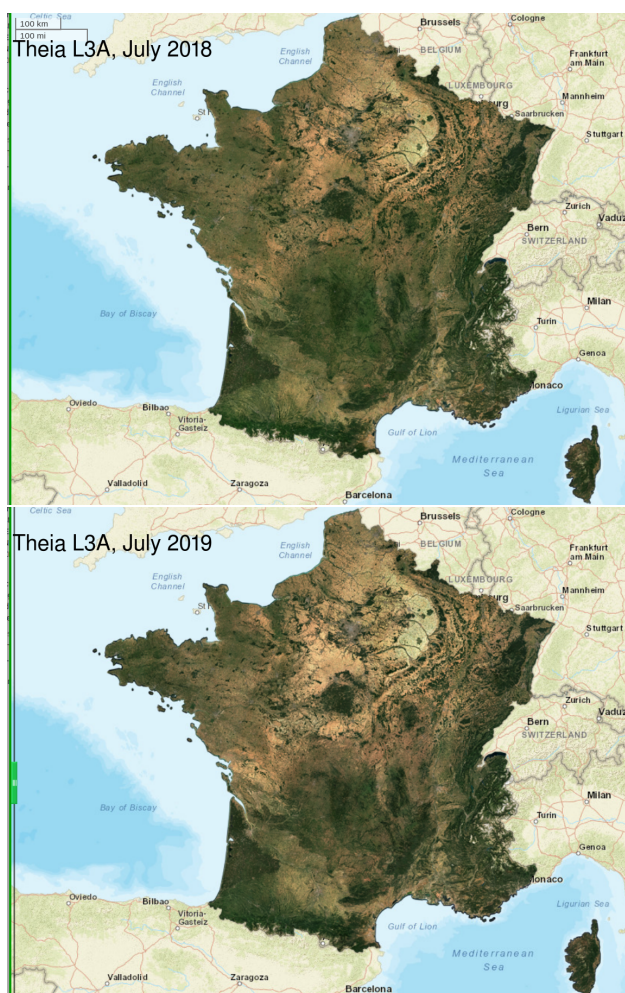 Celtic Sea
100 km
100 mi
Theia L3A, July 2018
Brussels
Cologne
BELGIUM
English
Channel
Frankfurt
am Main
LUXEMBOURG
Mannheim
English
Channel
Saarbrucken
Stuttgart
Zurich
Vaduz
Bern
SWITZERLAND
Bay of Biscay
Milan
Turin
Genoa
Monaco
Ligurian Sea
Oviedo
Bilbao
Vitoria-
Gasteiz
Gulf of Lion
Mediterranean
Sea
Valladolid
Zaragoza
Barcelona
Celtic Sea
Theia L3A, July 2019
Brussels
Cologne
BELGIUM
English
Channel
Frankfurt
am Main
LUXEMBOURG
Mannheim
English
Channel
Saarbrucken
Stuttgart
Zurich
Vaduz
Bern
SWITZERLAND
Bay of Biscay
Milan
Turin
Genoa
onaco
Ligurian Sea
Oviedo
Bilbao
Vitoria-
Gasteiz
Gulf of Lion
Mediterranean
Sea
Valladolid
Zaragoza
Barcelona